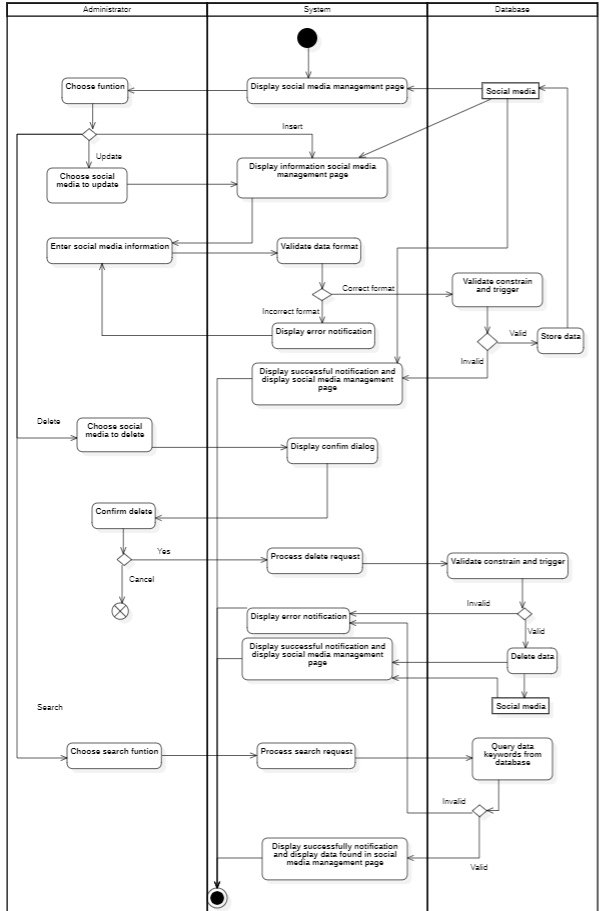 Administrator
System
Database
Choose funtion
Display social media management page
Social media
Insert
Update
Choose social
media to update
Display information social media
management page
Enter social media information
Validate data format
Validate constrain
and trigger
Correct format
Incorrect format
Display error notification
Valid
Store data
Invalid
Display successful notification and
display social media management
page
Delete
Choose social
media to delete
Display confim dialog
Confirm delete
Yes
Process delete request
Validate constrain and trigger
Cancel
Invalid
Display error notification
Valid
Display successful notification and
display social media management
page
Delete data
Social media
Search
Choose search funtion
Process search request
Query data
keywords from
database
Invalid
Display successfully notification
and display data found in social
media management page
Valid